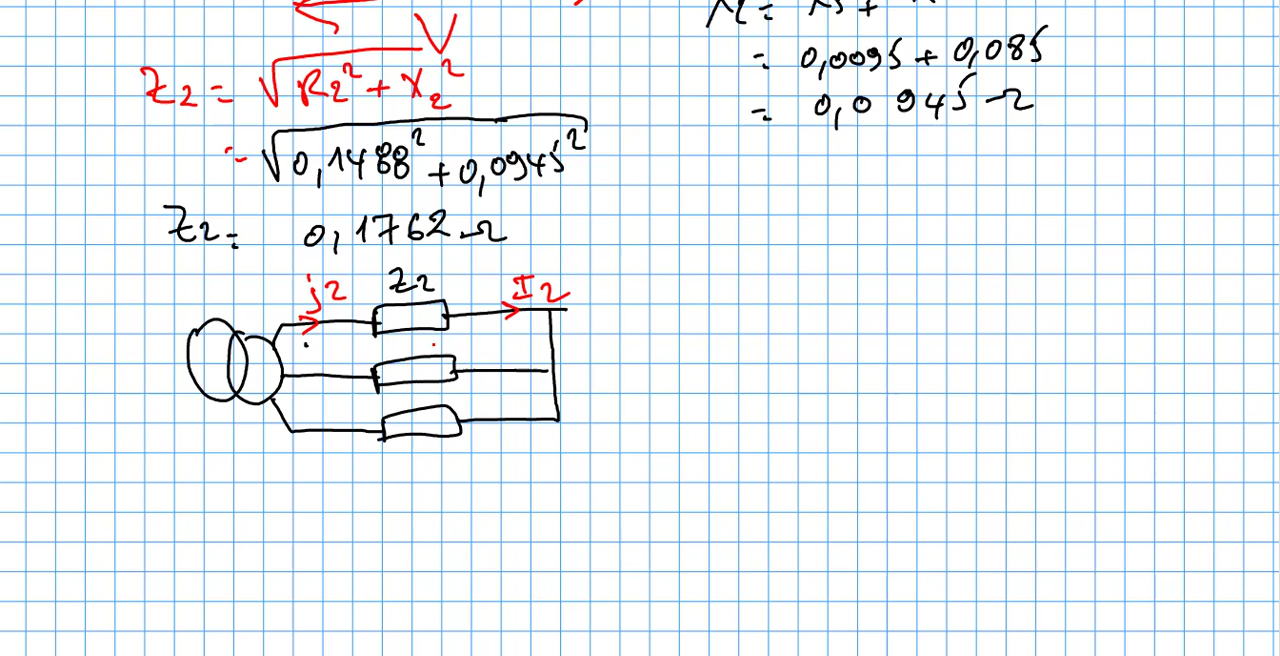 V
Z2 = √R2² + X2²
= √0,1488² + 0,0945²
Z2 = 0,1762 Ω
= 0,0095 + 0,085
= 0,0945 Ω
j2 Z2 I2